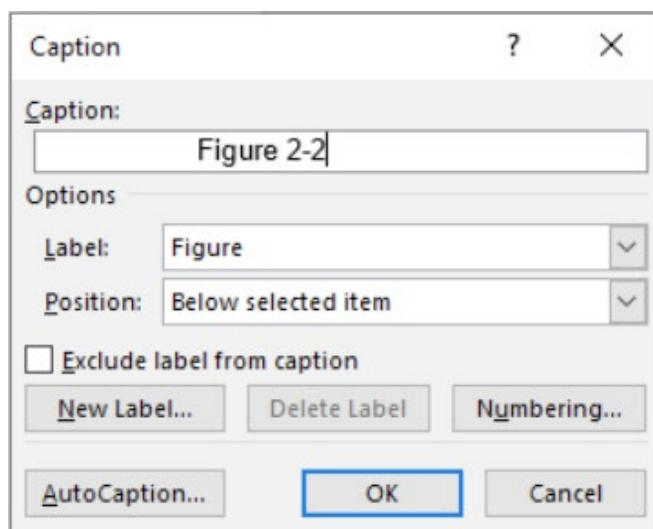 Caption ? ×
Caption:
Figure 2-2
Options
Label: Figure
Position: Below selected item
Exclude label from caption
New Label... Delete Label Numbering...
AutoCaption... OK Cancel